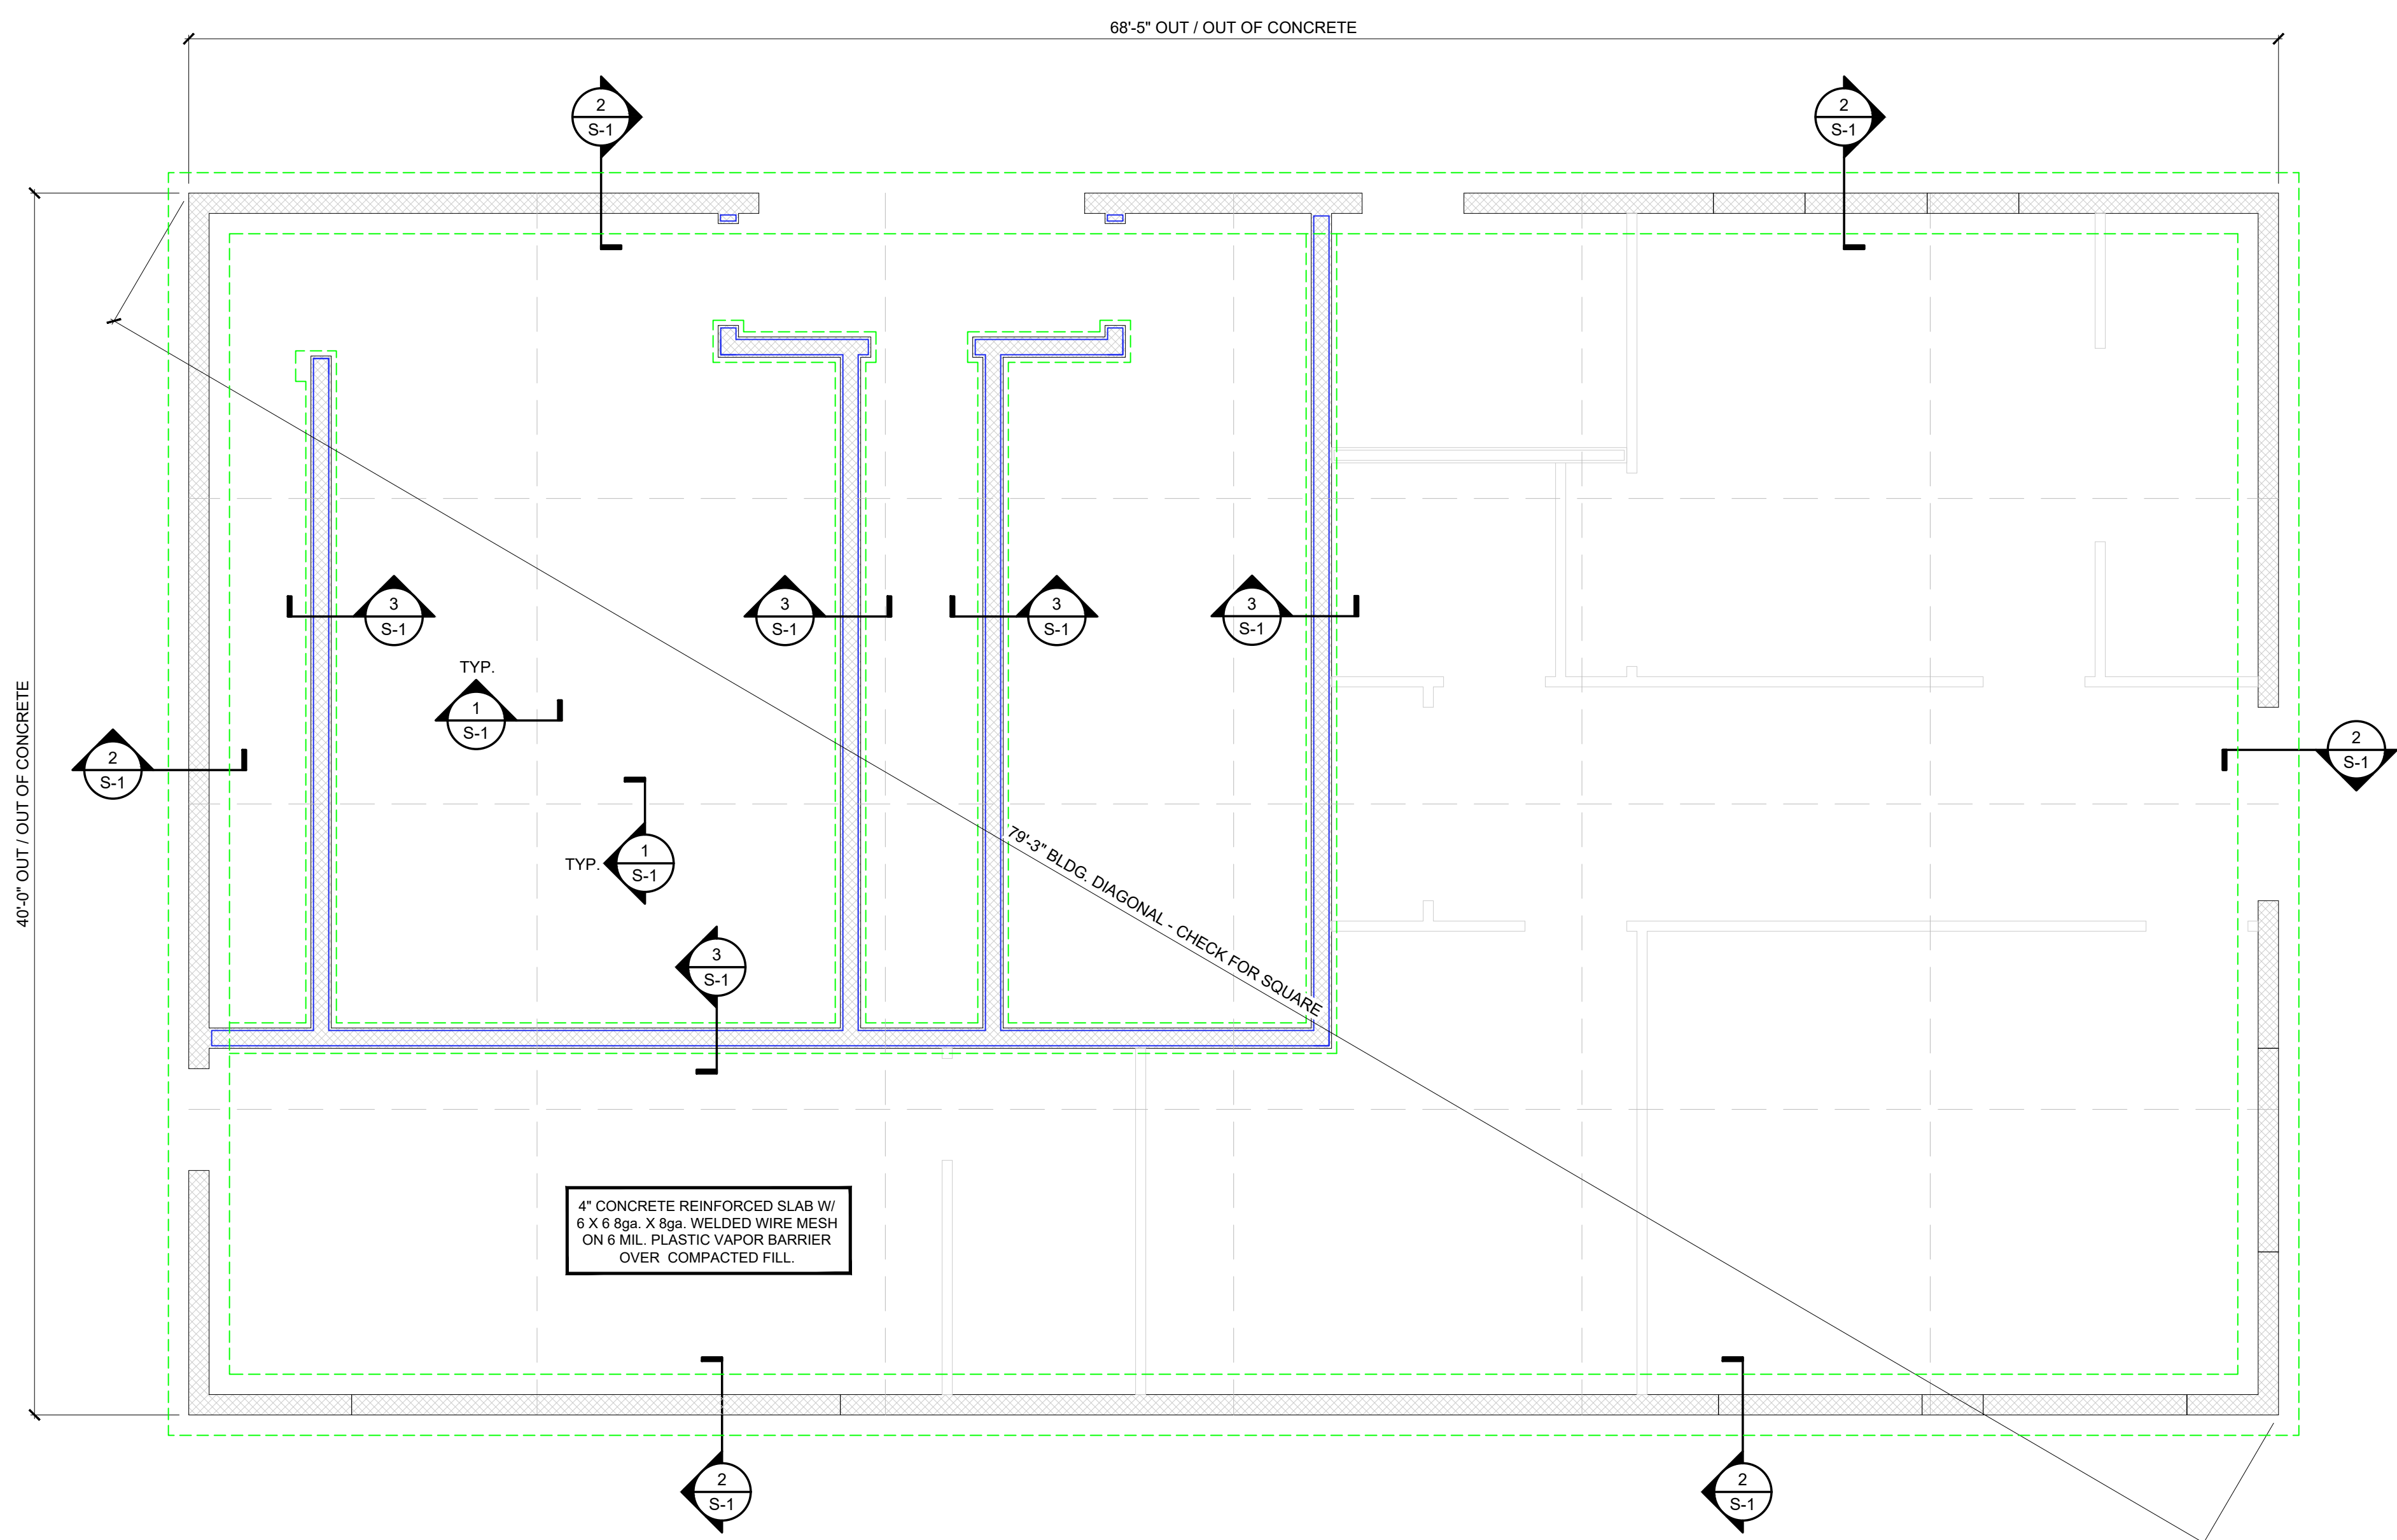 68'-5" OUT / OUT OF CONCRETE
2
S-1
2
S-1
3
S-1
3
S-1
3
S-1
3
S-1
TYP.
1
S-1
40'-0" OUT / OUT OF CONCRETE
2
S-1
2
S-1
TYP.
1
S-1
79'-3" BLDG. DIAGONAL - CHECK FOR SQUARE
3
S-1
4" CONCRETE REINFORCED SLAB W/
6 X 6 8ga. X 8ga. WELDED WIRE MESH
ON 6 MIL. PLASTIC VAPOR BARRIER
OVER COMPACTED FILL.
2
S-1
2
S-1